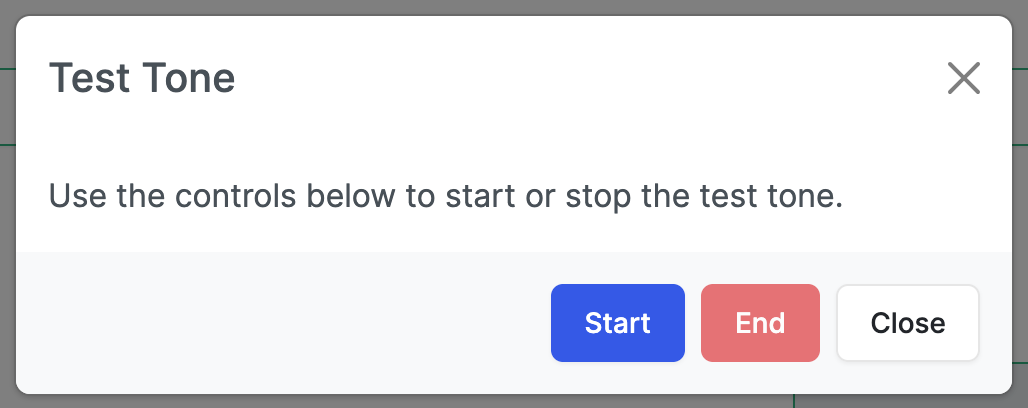 Test Tone
Use the controls below to start or stop the test tone.
Start End Close